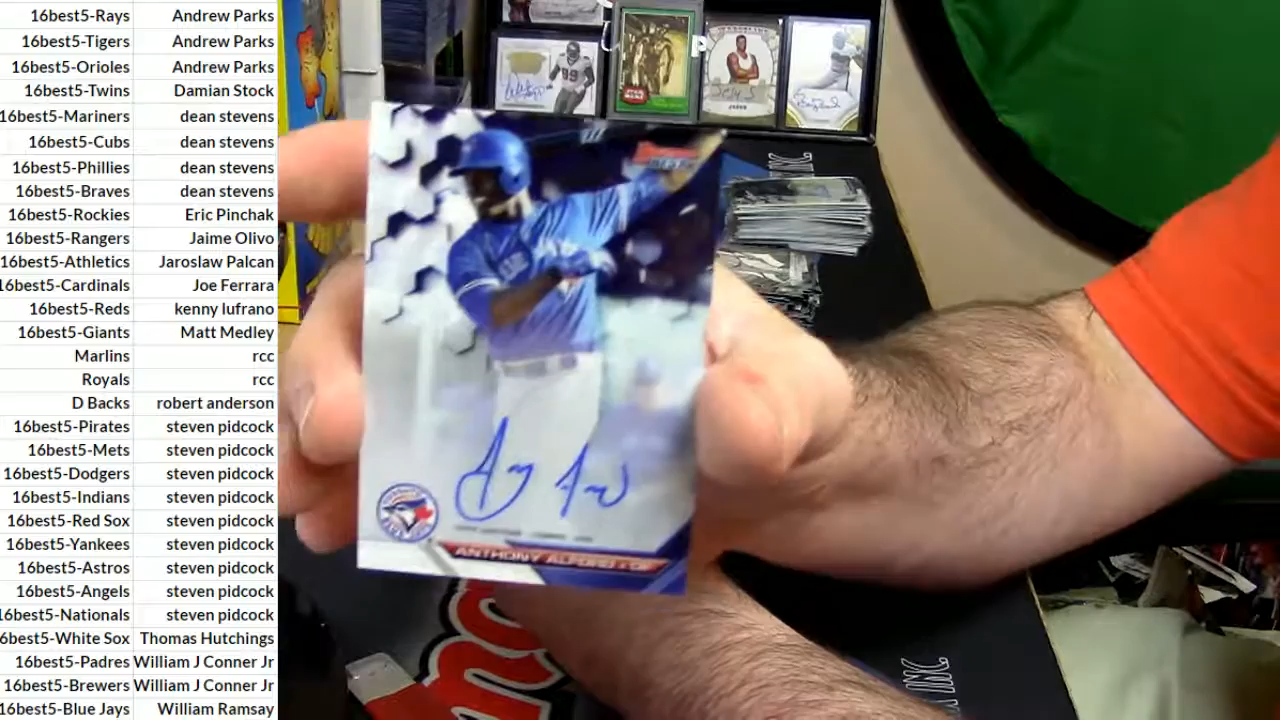 16best5-Rays Andrew Parks
16best5-Tigers Andrew Parks
16best5-Orioles Andrew Parks
16best5-Twins Damian Stock
16best5-Mariners dean stevens
16best5-Cubs dean stevens
16best5-Phillies dean stevens
16best5-Braves dean stevens
16best5-Rockies Eric Pinchak
16best5-Rangers Jaime Olivo
16best5-Athletics Jaroslaw Palcan
16best5-Cardinals Joe Ferrara
16best5-Reds kenny lufrano
16best5-Giants Matt Medley
Marlins rcc
Royals rcc
D Backs robert anderson
16best5-Pirates steven pidcock
16best5-Mets steven pidcock
16best5-Dodgers steven pidcock
16best5-Indians steven pidcock
16best5-Red Sox steven pidcock
16best5-Yankees steven pidcock
16best5-Astros steven pidcock
16best5-Angels steven pidcock
16best5-Nationals steven pidcock
6best5-White Sox Thomas Hutchings
16best5-Padres William J Conner Jr
16best5-Brewers William J Conner Jr
16best5-Blue Jays William Ramsay
ANTHONY ALFORD • OF
STAR WARS
99
INC
INC